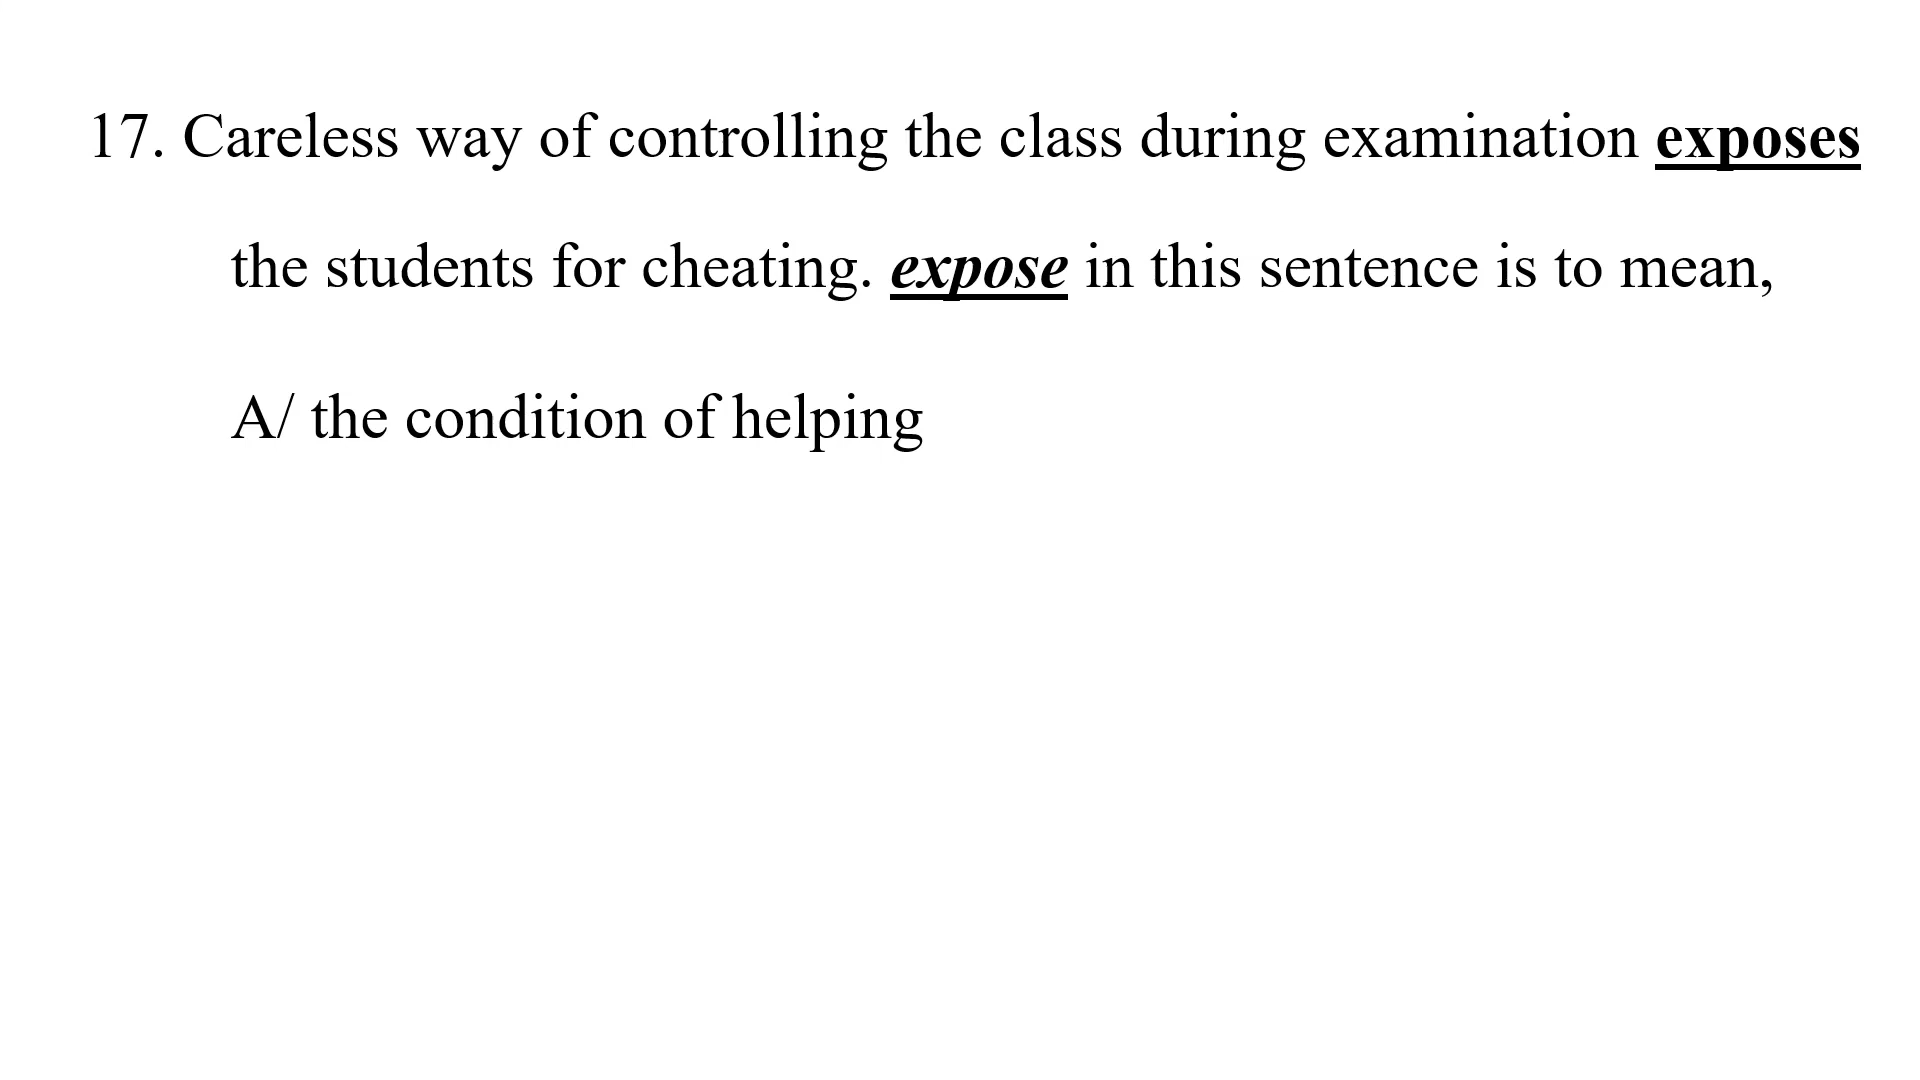 17. Careless way of controlling the class during examination exposes
the students for cheating. expose in this sentence is to mean,
A/ the condition of helping